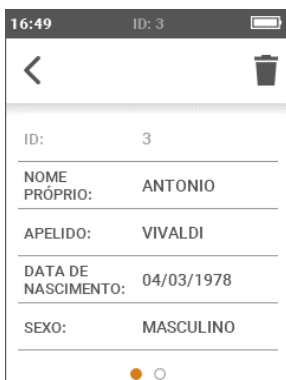 16:49 ID: 3
ID: 3
NOME
PRÓPRIO: ANTONIO
APELIDO: VIVALDI
DATA DE
NASCIMENTO: 04/03/1978
SEXO: MASCULINO